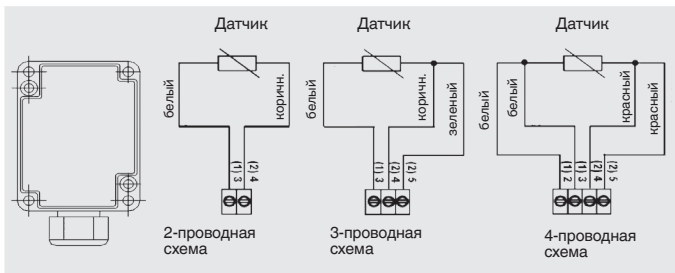 Датчик
Датчик
Датчик
белый
коричн.
белый
коричн.
зеленый
белый
белый
красный
красный
(1) 3
(2) 4
(1) 3
(2) 4
(2) 5
(1) 2
(1) 3
(2) 4
(2) 5
2-проводная
схема
3-проводная
схема
4-проводная
схема